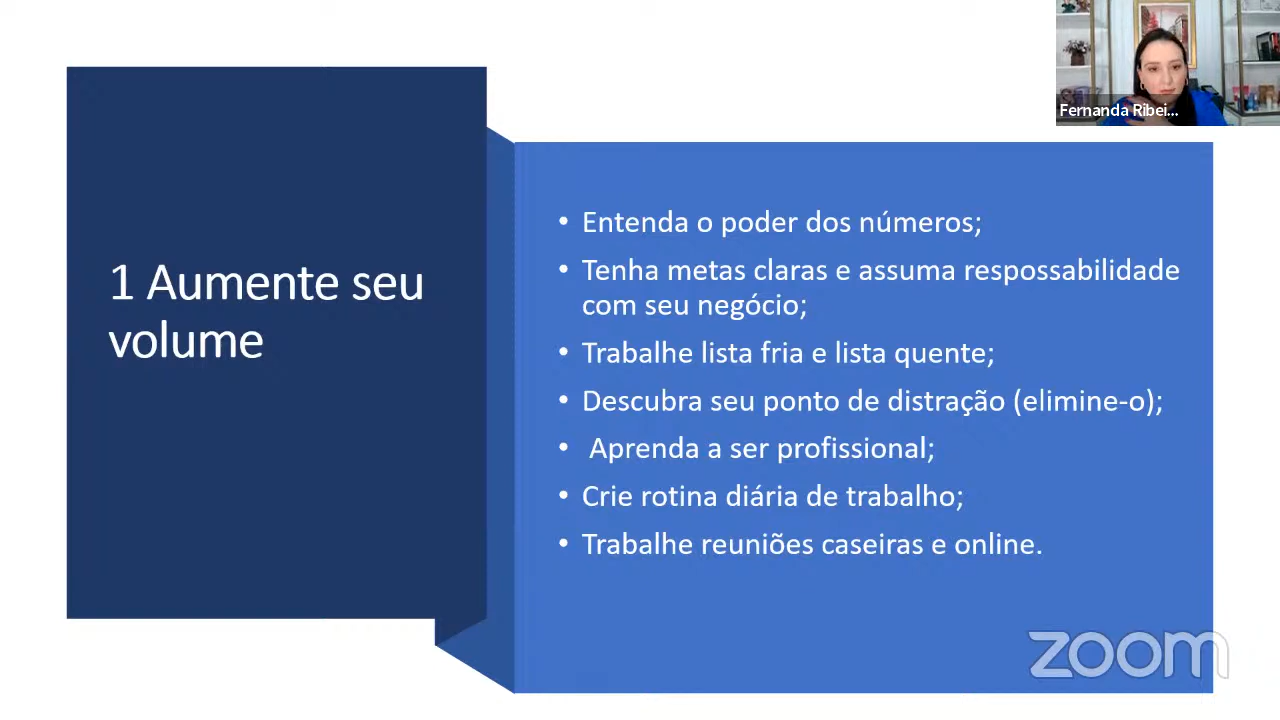 Fernanda Ribei...
1 Aumente seu
volume
• Entenda o poder dos números;
• Tenha metas claras e assuma respossabilidade
com seu negócio;
• Trabalhe lista fria e lista quente;
• Descubra seu ponto de distração (elimine-o);
• Aprenda a ser profissional;
• Crie rotina diária de trabalho;
• Trabalhe reuniões caseiras e online.
zoom